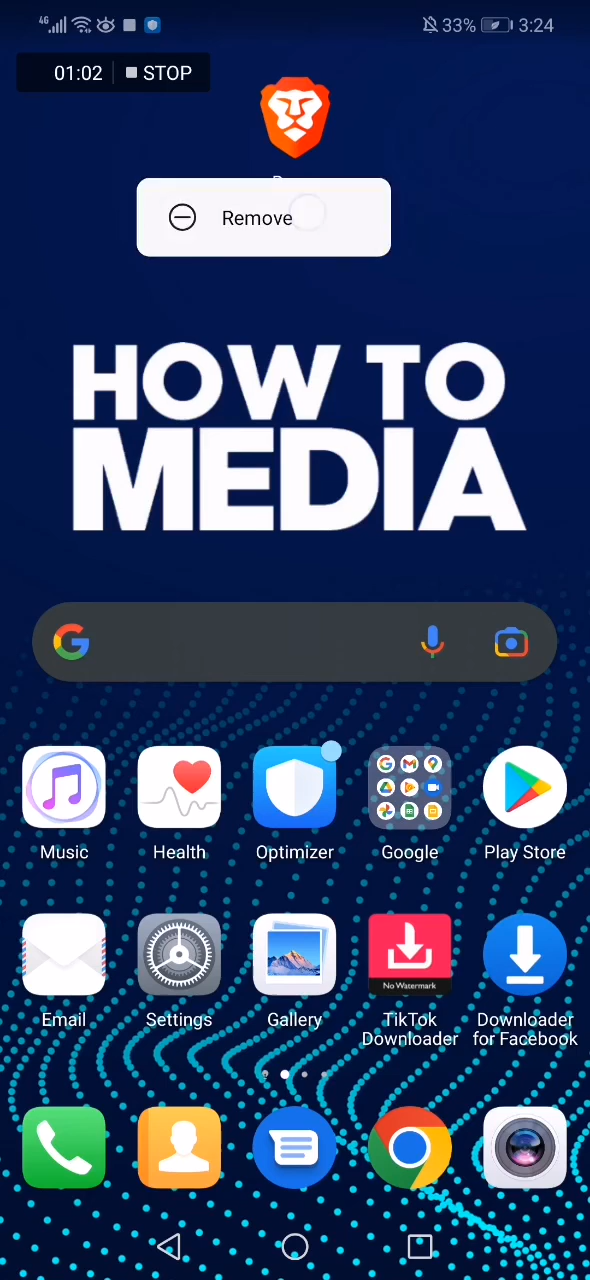 4G 33% 3:24
01:02 STOP
Remove
HOW TO
MEDIA
Music Health Optimizer Google Play Store
No Watermark
Email Settings Gallery TikTok Downloader Downloader for Facebook